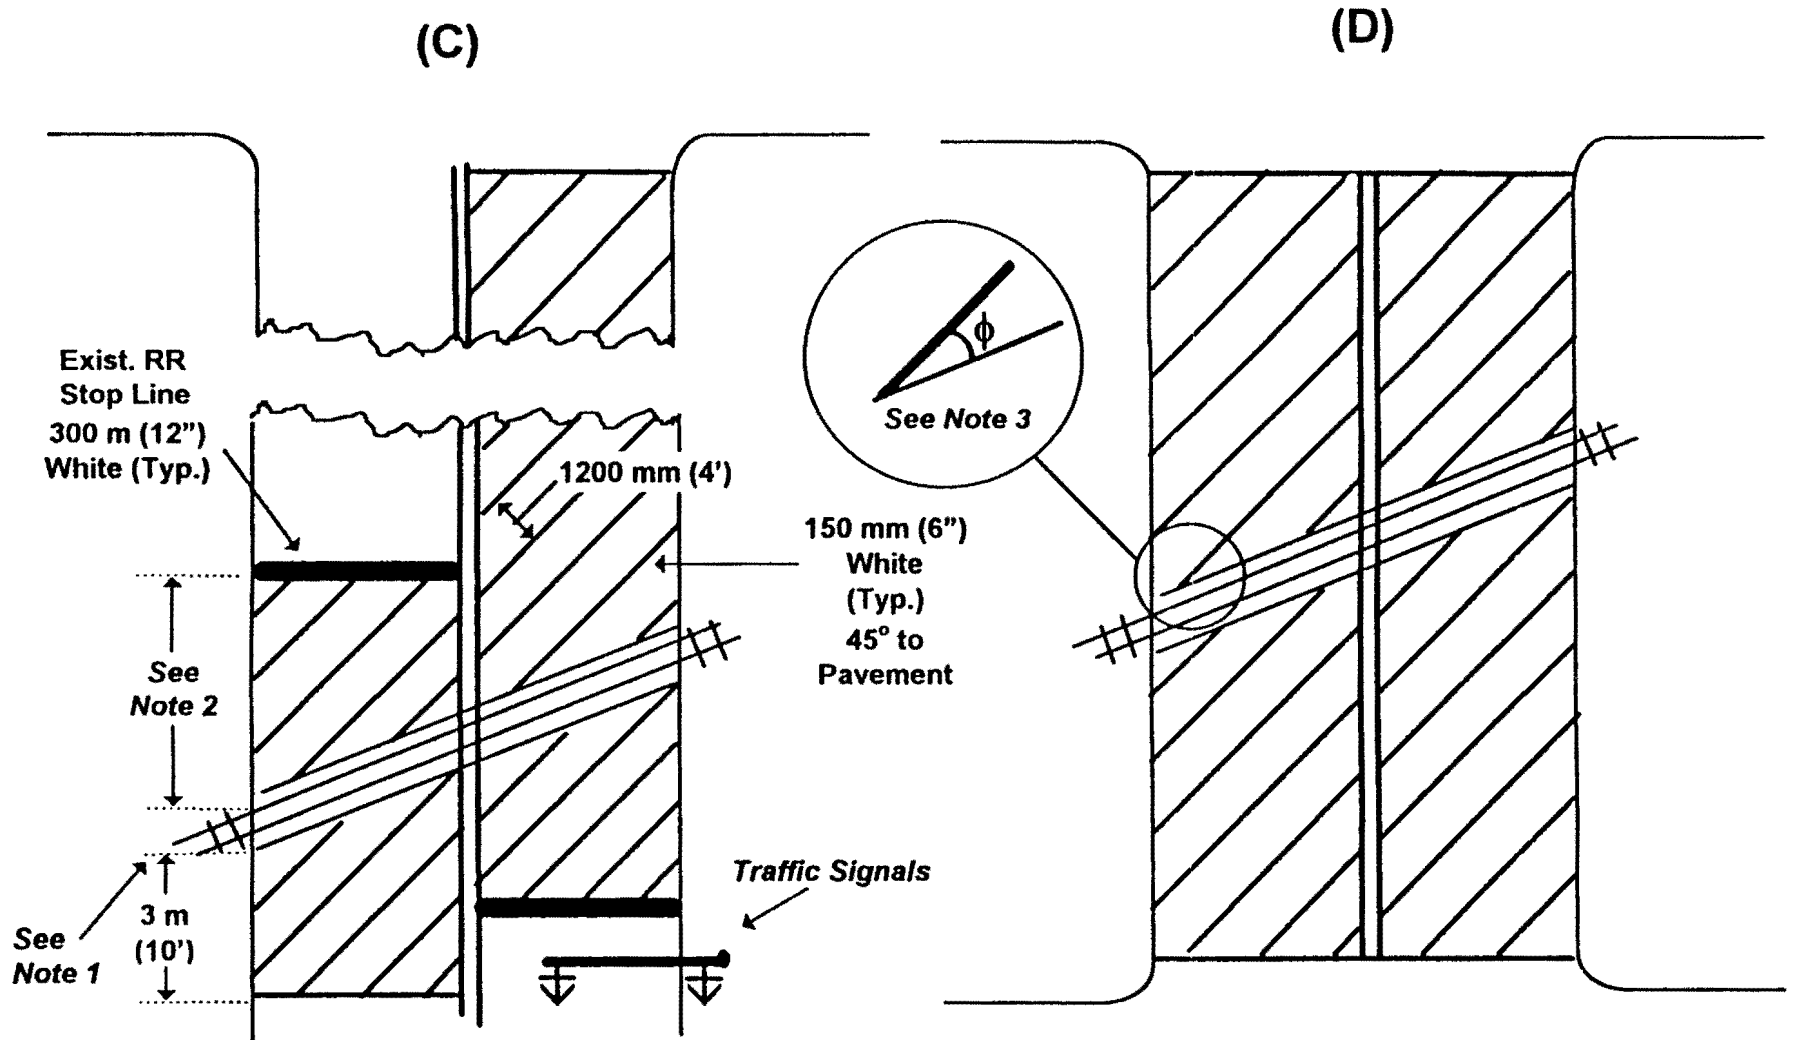 (C)
(D)
Exist. RR
Stop Line
300 m (12”)
White (Typ.)
1200 mm (4’)
ϕ
See Note 3
150 mm (6”)
White
(Typ.)
45° to
Pavement
See
Note 2
Traffic Signals
3 m
(10’)
See
Note 1